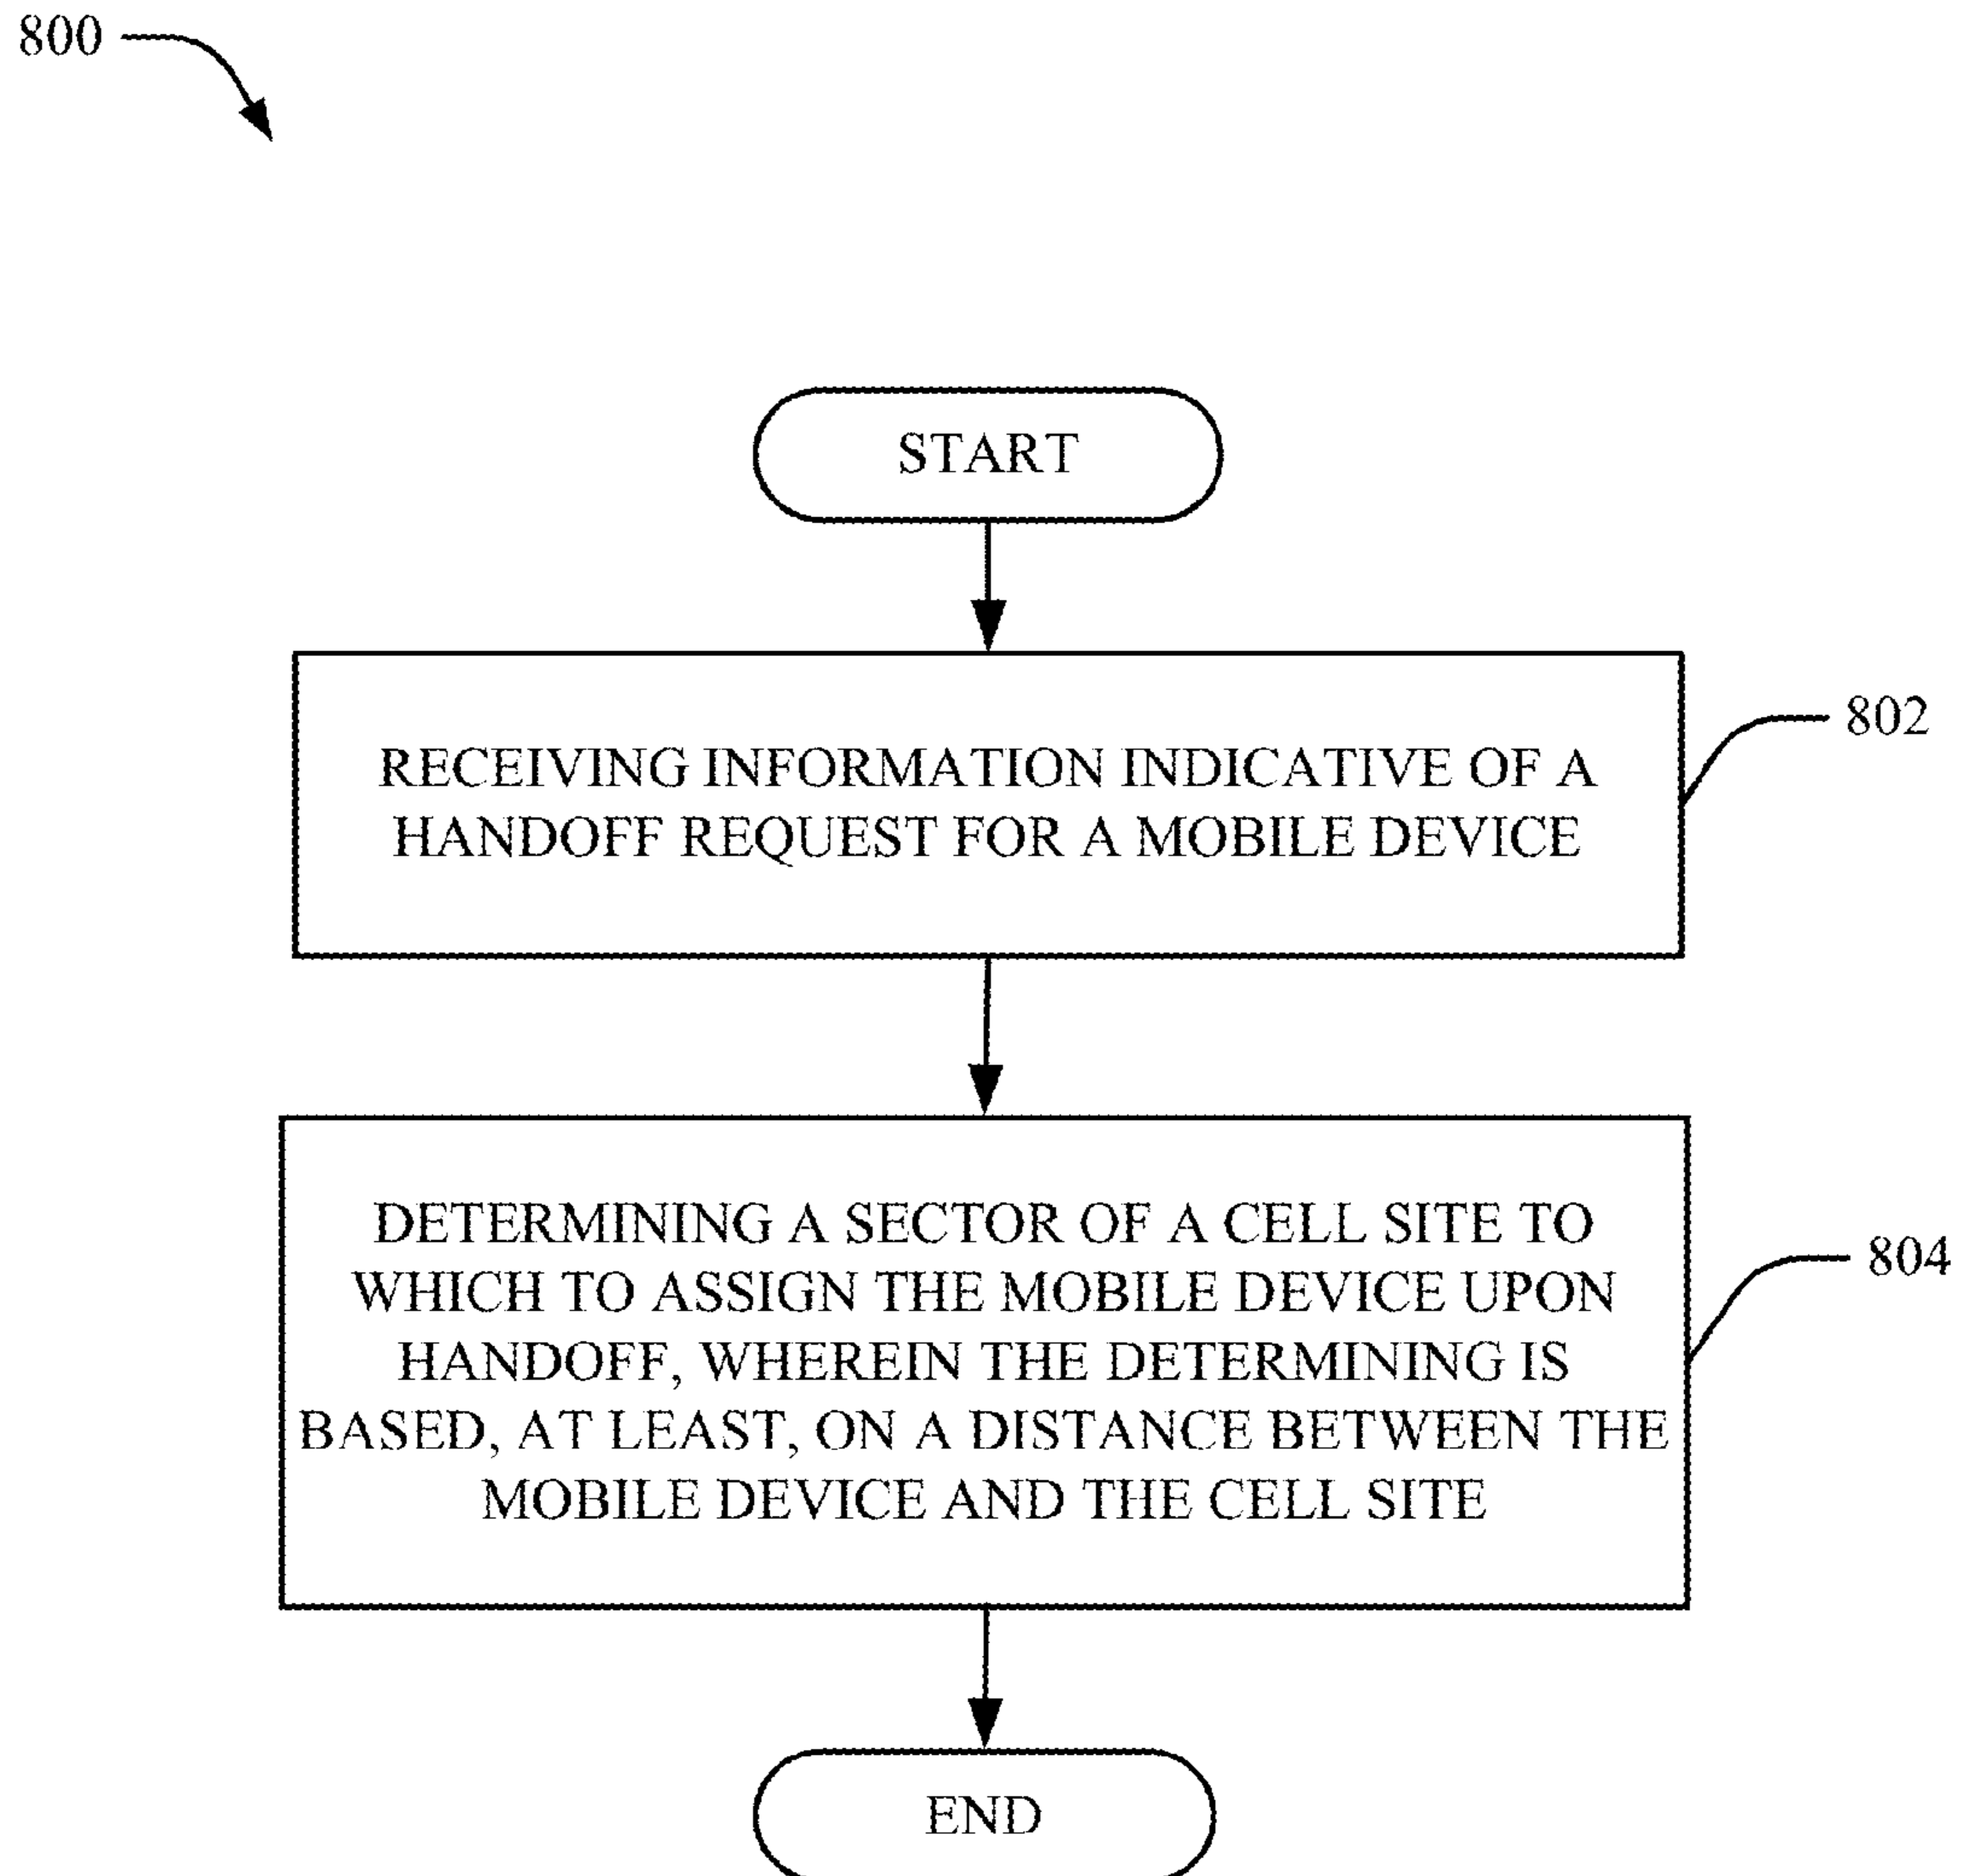 800
START
RECEIVING INFORMATION INDICATIVE OF A
HANDOFF REQUEST FOR A MOBILE DEVICE
802
DETERMINING A SECTOR OF A CELL SITE TO
WHICH TO ASSIGN THE MOBILE DEVICE UPON
HANDOFF, WHEREIN THE DETERMINING IS
BASED, AT LEAST, ON A DISTANCE BETWEEN THE
MOBILE DEVICE AND THE CELL SITE
804
END